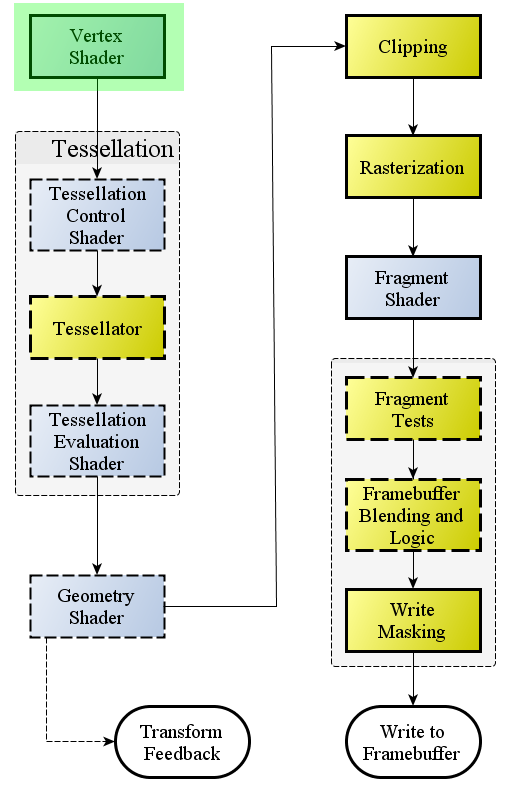 Vertex
Shader
Tessellation
Tessellation
Control
Shader
Tessellator
Tessellation
Evaluation
Shader
Geometry
Shader
Transform
Feedback
Clipping
Rasterization
Fragment
Shader
Fragment
Tests
Framebuffer
Blending and
Logic
Write
Masking
Write to
Framebuffer